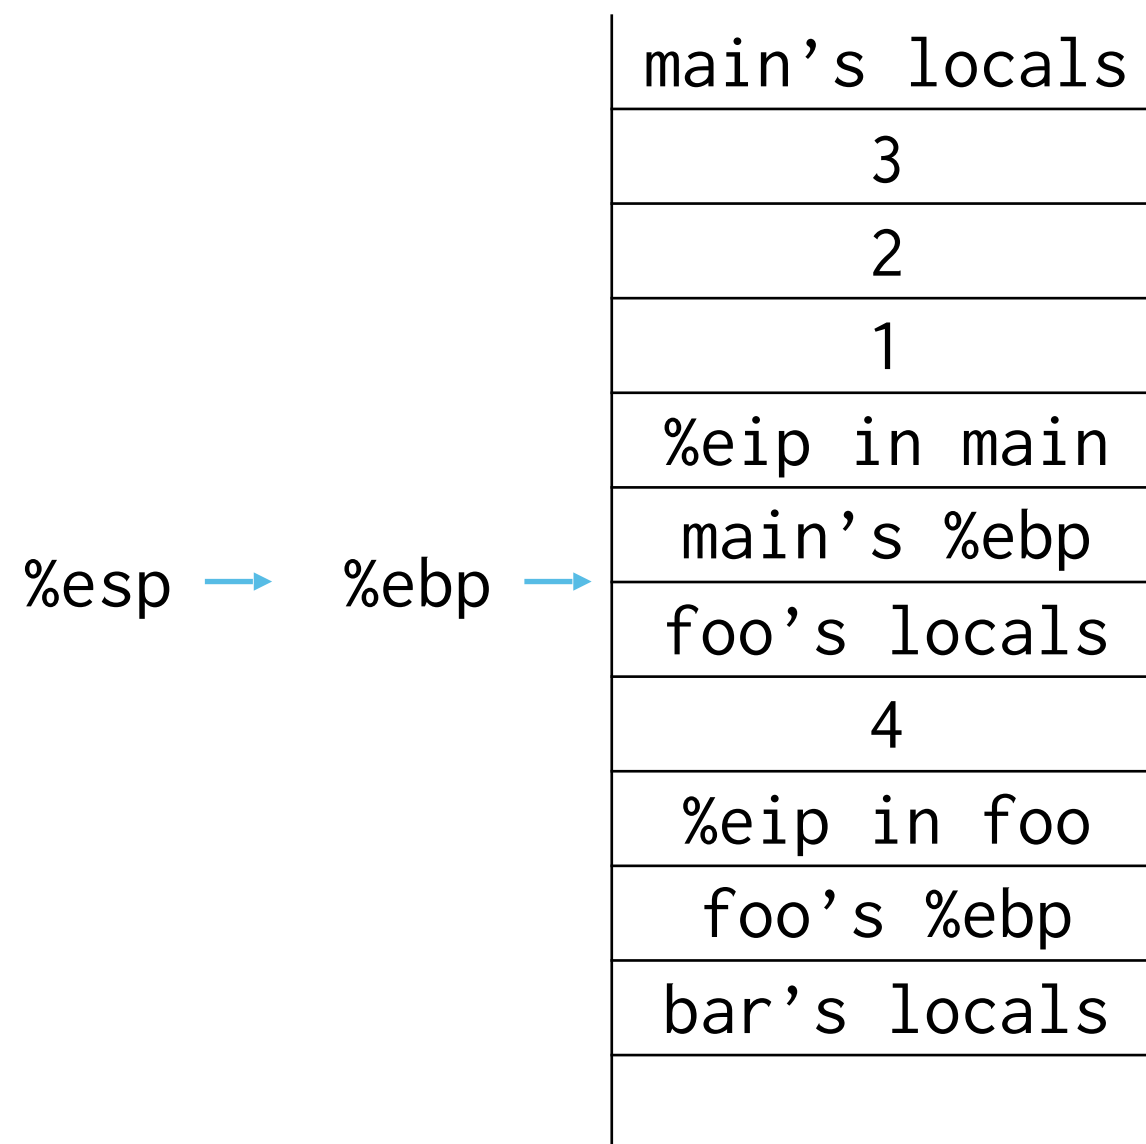 main’s locals
3
2
1
%eip in main
main’s %ebp
%esp %ebp
foo’s locals
4
%eip in foo
foo’s %ebp
bar’s locals